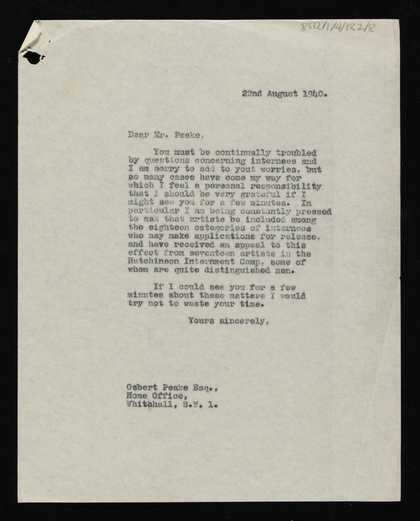 8812/1/4/122/2
22nd August 1940.
Dear Mr. Peake,
You must be continually troubled
by questions concerning internees and
I am sorry to add to your worries, but
so many cases have come my way for
which I feel a personal responsibility
that I should be very grateful if I
might see you for a few minutes. In
particular I am being constantly pressed
to ask that artists be included among
the eighteen categories of internees
who may make applications for release,
and have received an appeal to this
effect from seventeen artists in the
Hutchinson Internment Camp, some of
whom are quite distinguished men.
If I could see you for a few
minutes about these matters I would
try not to waste your time.
Yours sincerely,
Osbert Peake Esq.,
Home Office,
Whitehall, S.W. 1.